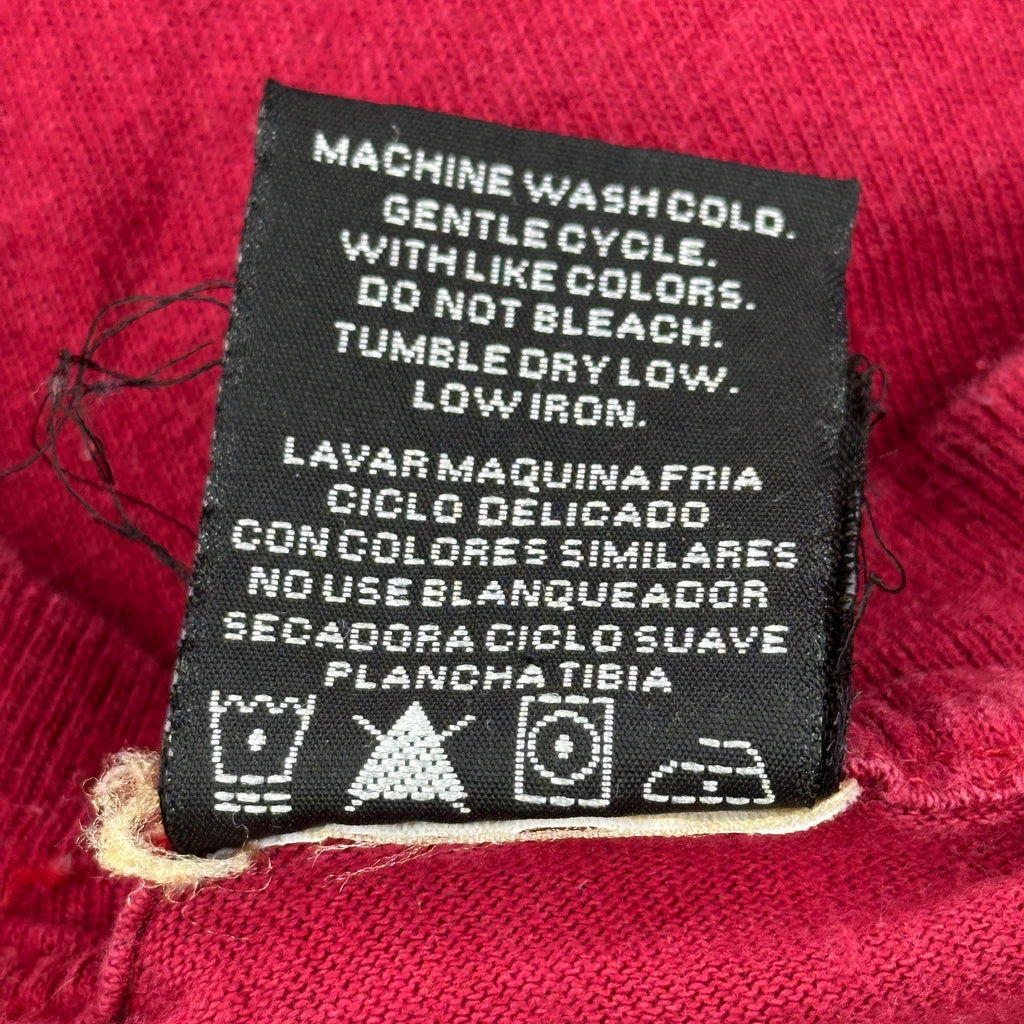 MACHINE WASH COLD.
GENTLE CYCLE.
WITH LIKE COLORS.
DO NOT BLEACH.
TUMBLE DRY LOW.
LOW IRON.
LAVAR MAQUINA FRIA
CICLO DELICADO
CON COLORES SIMILARES
NO USE BLANQUEADOR
SECADORA CICLO SUAVE
PLANCHA TIBIA